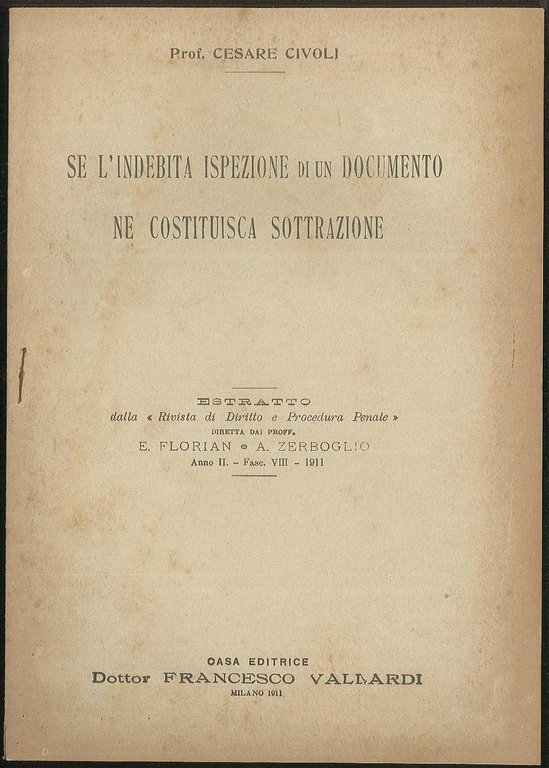 Prof. CESARE CIVOLI
SE L'INDEBITA ISPEZIONE DI UN DOCUMENTO
NE COSTITUISCA SOTTRAZIONE
ESTRATTO
dalla « Rivista di Diritto e Procedura Penale »
DIRETTA DAI PROFF.
E. FLORIAN e A. ZERBOGLIO
Anno II. - Fasc. VIII - 1911
CASA EDITRICE
Dottor FRANCESCO VALLARDI
MILANO 1911.